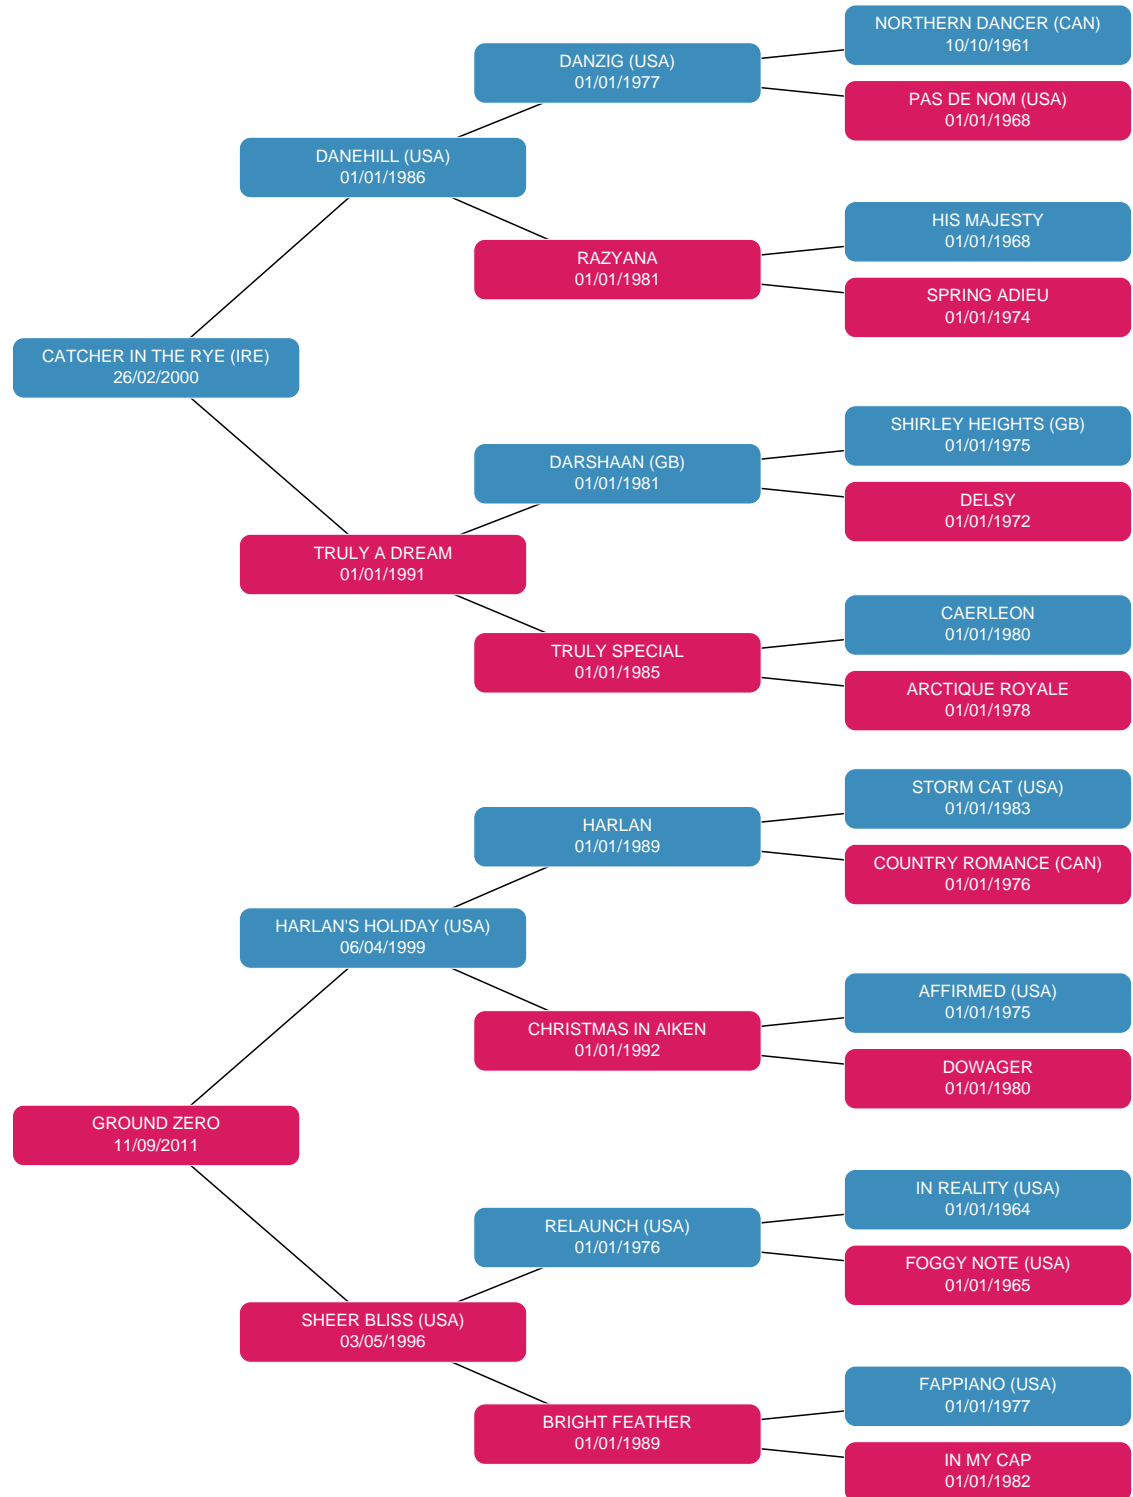 NORTHERN DANCER (CAN)
10/10/1961
DANZIG (USA)
01/01/1977
PAS DE NOM (USA)
01/01/1968
DANEHILL (USA)
01/01/1986
HIS MAJESTY
01/01/1968
RAZYANA
01/01/1981
SPRING ADIEU
01/01/1974
CATCHER IN THE RYE (IRE)
26/02/2000
SHIRLEY HEIGHTS (GB)
01/01/1975
DARSHAAN (GB)
01/01/1981
DELSY
01/01/1972
TRULY A DREAM
01/01/1991
CAERLEON
01/01/1980
TRULY SPECIAL
01/01/1985
ARCTIQUE ROYALE
01/01/1978
STORM CAT (USA)
01/01/1983
HARLAN
01/01/1989
COUNTRY ROMANCE (CAN)
01/01/1976
HARLAN'S HOLIDAY (USA)
06/04/1999
AFFIRMED (USA)
01/01/1975
CHRISTMAS IN AIKEN
01/01/1992
DOWAGER
01/01/1980
GROUND ZERO
11/09/2011
IN REALITY (USA)
01/01/1964
RELAUNCH (USA)
01/01/1976
FOGGY NOTE (USA)
01/01/1965
SHEER BLISS (USA)
03/05/1996
FAPPIANO (USA)
01/01/1977
BRIGHT FEATHER
01/01/1989
IN MY CAP
01/01/1982